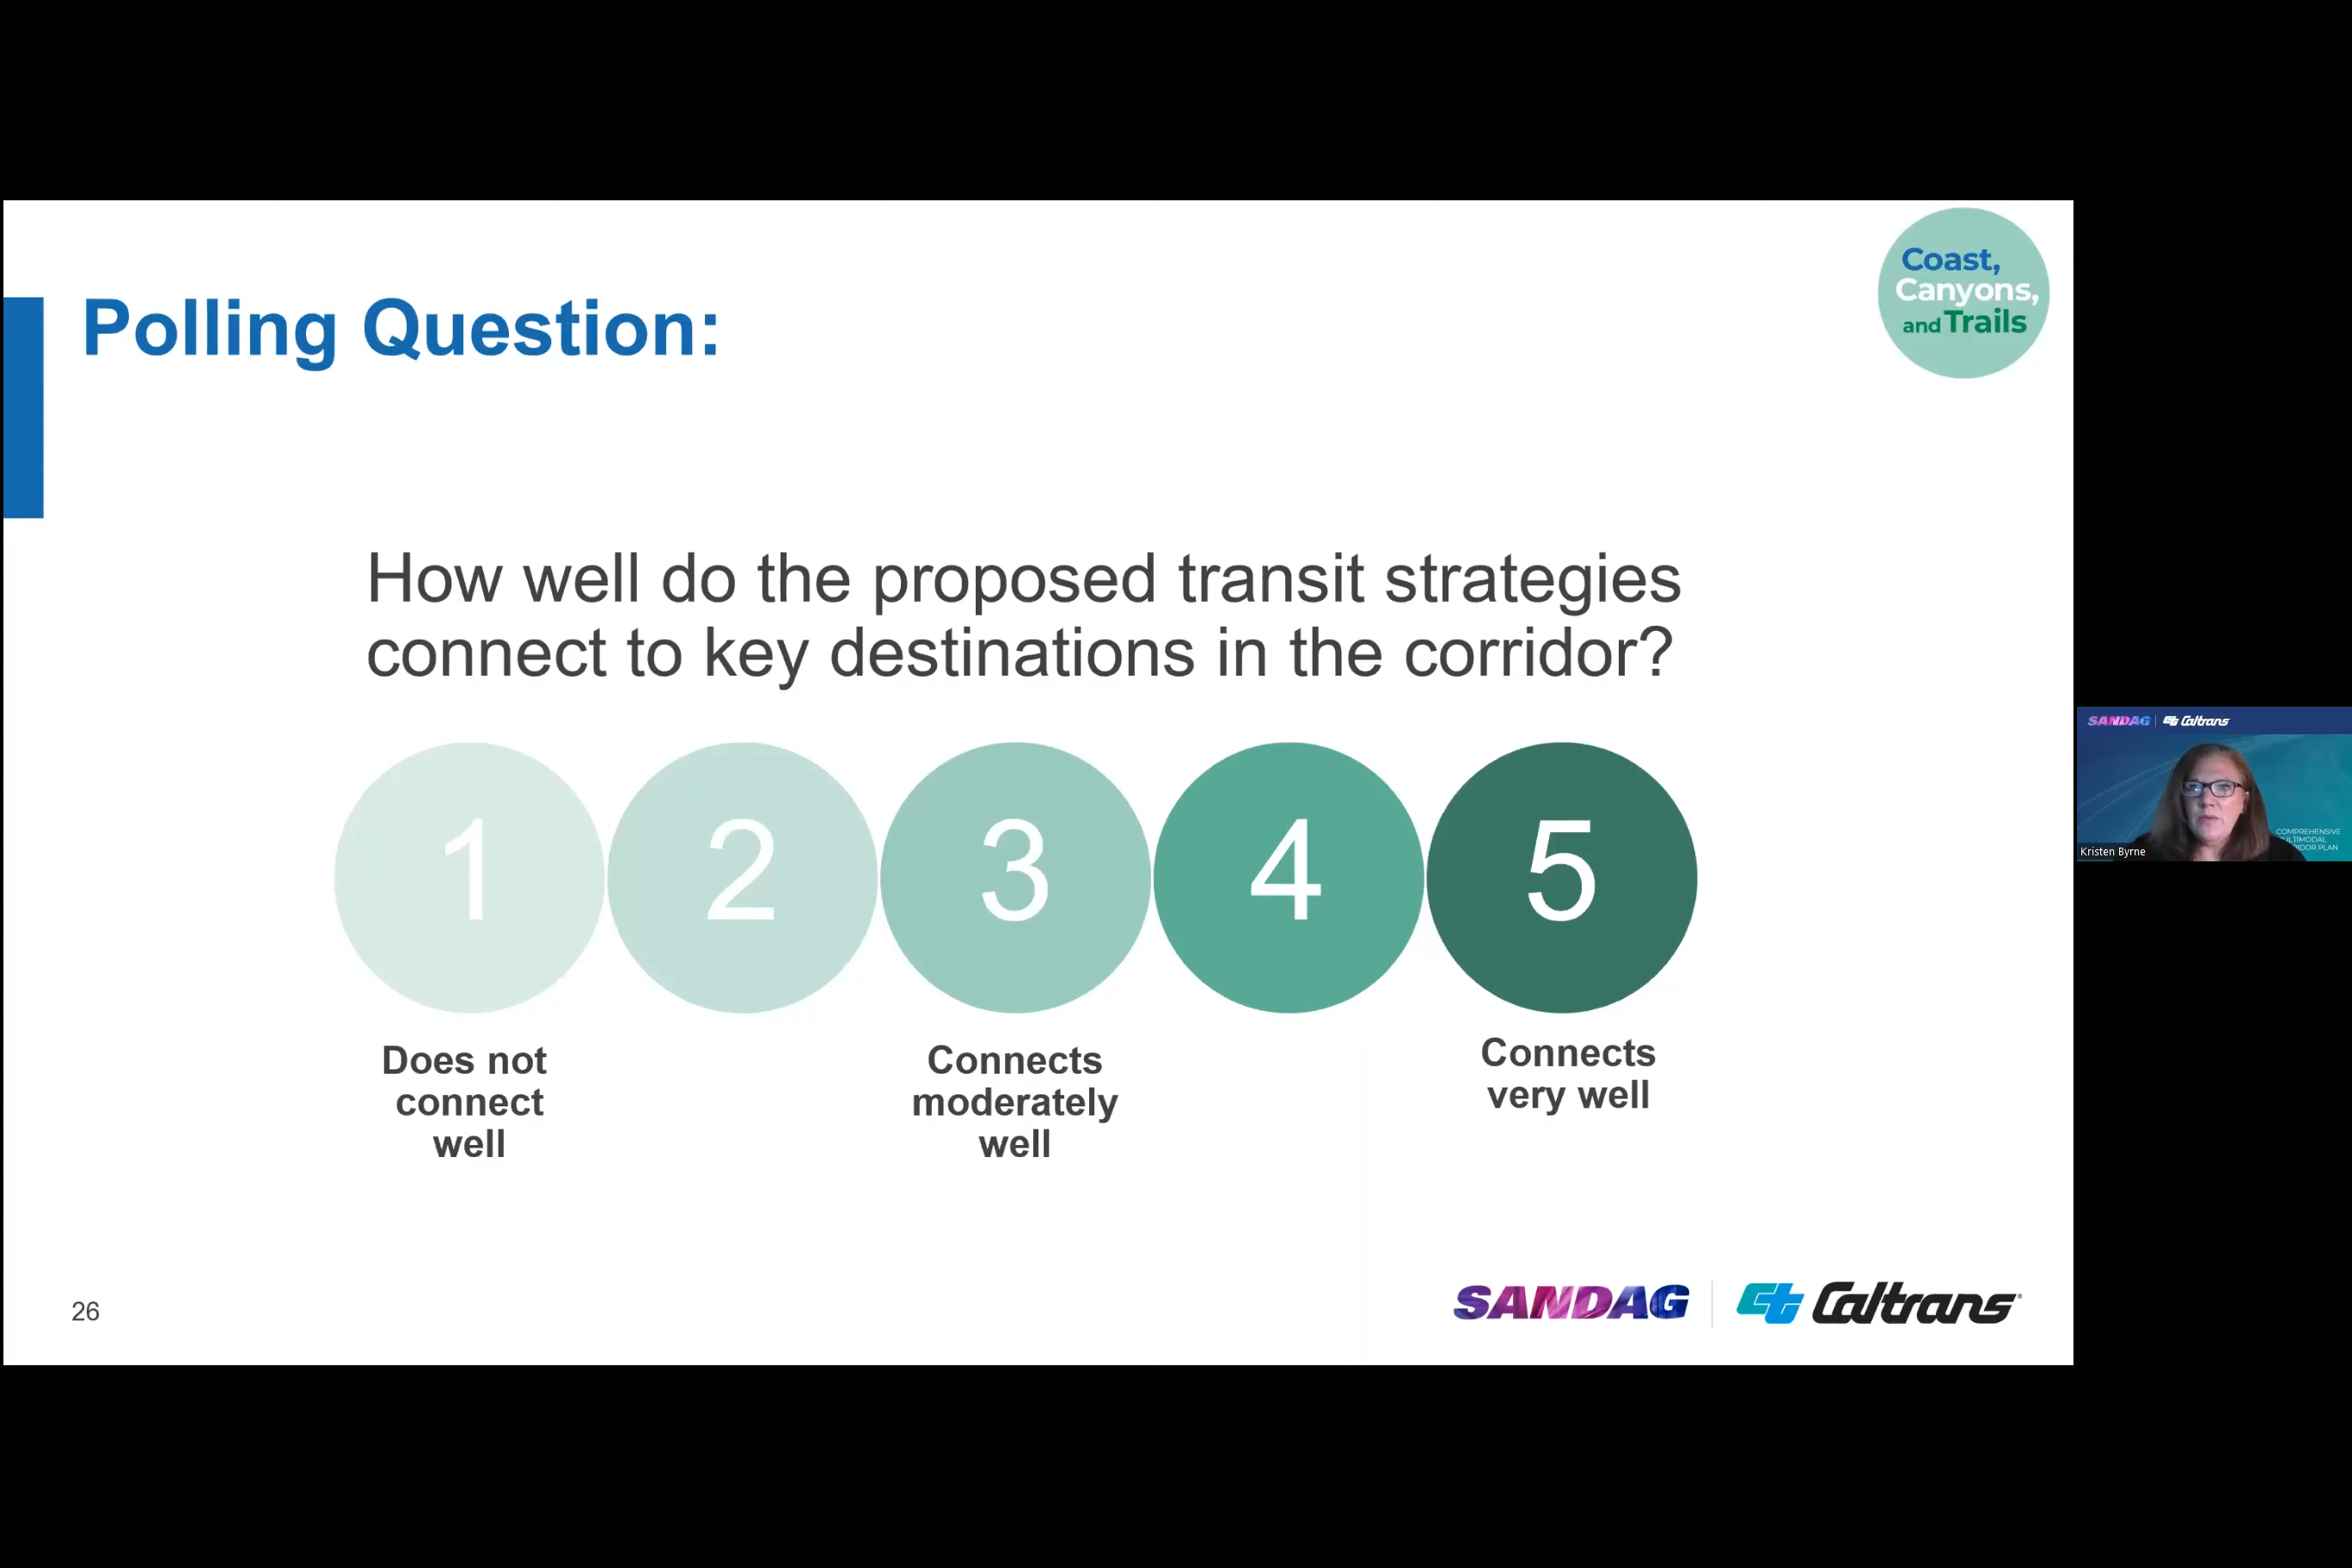 Coast,
Canyons,
and Trails
Polling Question:
How well do the proposed transit strategies
connect to key destinations in the corridor?
1 2 3 4 5
Does not
connect
well
Connects
moderately
well
Connects
very well
26
SANDAG
Caltrans
SANDAG
Caltrans
COMPREHENSIVE
PLAN
Kristen Byrne